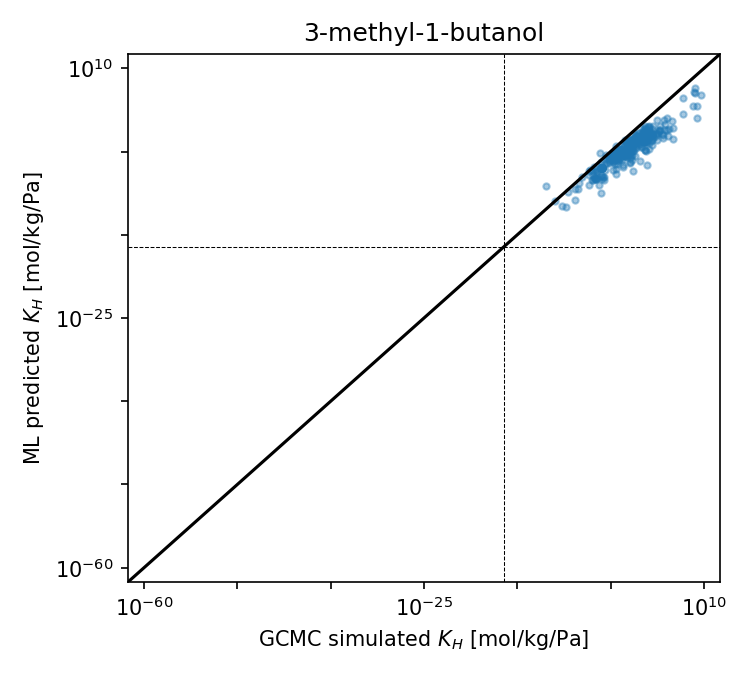 3-methyl-1-butanol
10^10
10^-25
10^-60
ML predicted K_H [mol/kg/Pa]
10^-60 10^-25 10^10
GCMC simulated K_H [mol/kg/Pa]